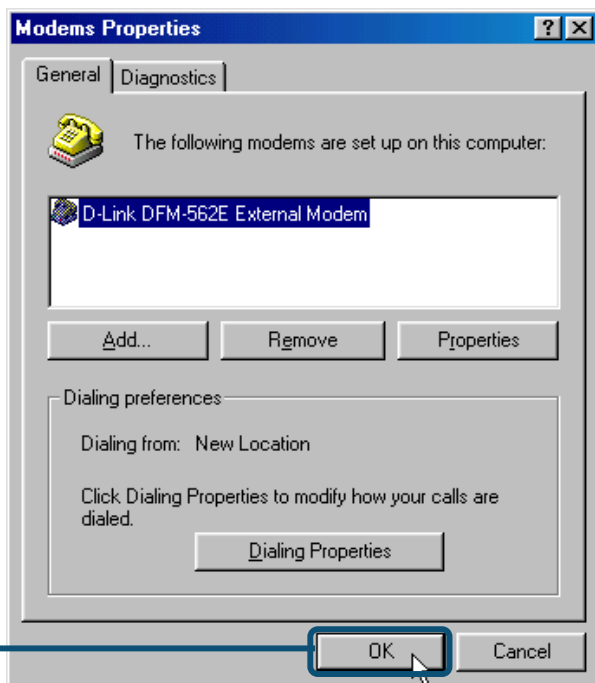 Modems Properties
General Diagnostics
The following modems are set up on this computer:
D-Link DFM-562E External Modem
Add... Remove Properties
Dialing preferences
Dialing from: New Location
Click Dialing Properties to modify how your calls are
dialed.
Dialing Properties
OK Cancel